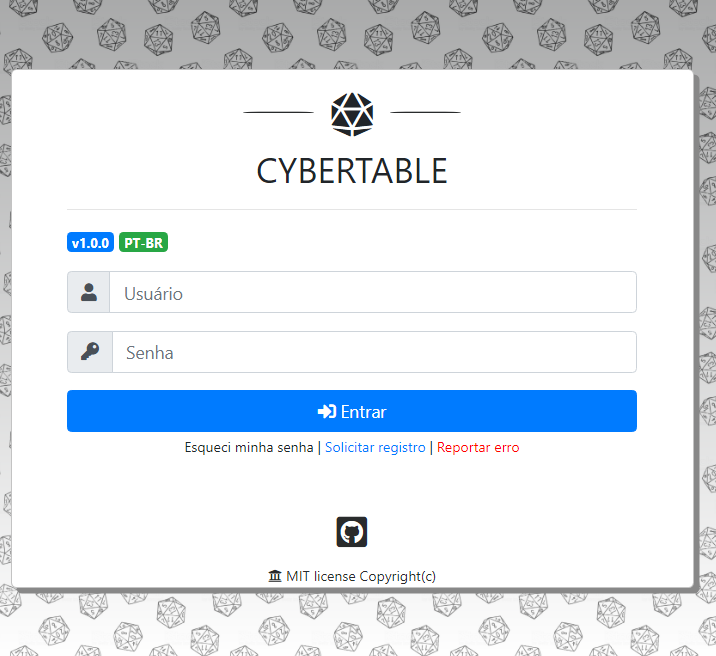 CYBERTABLE
v1.0.0 PT-BR
Usuário
Senha
Entrar
Esqueci minha senha | Solicitar registro | Reportar erro
MIT license Copyright(c)